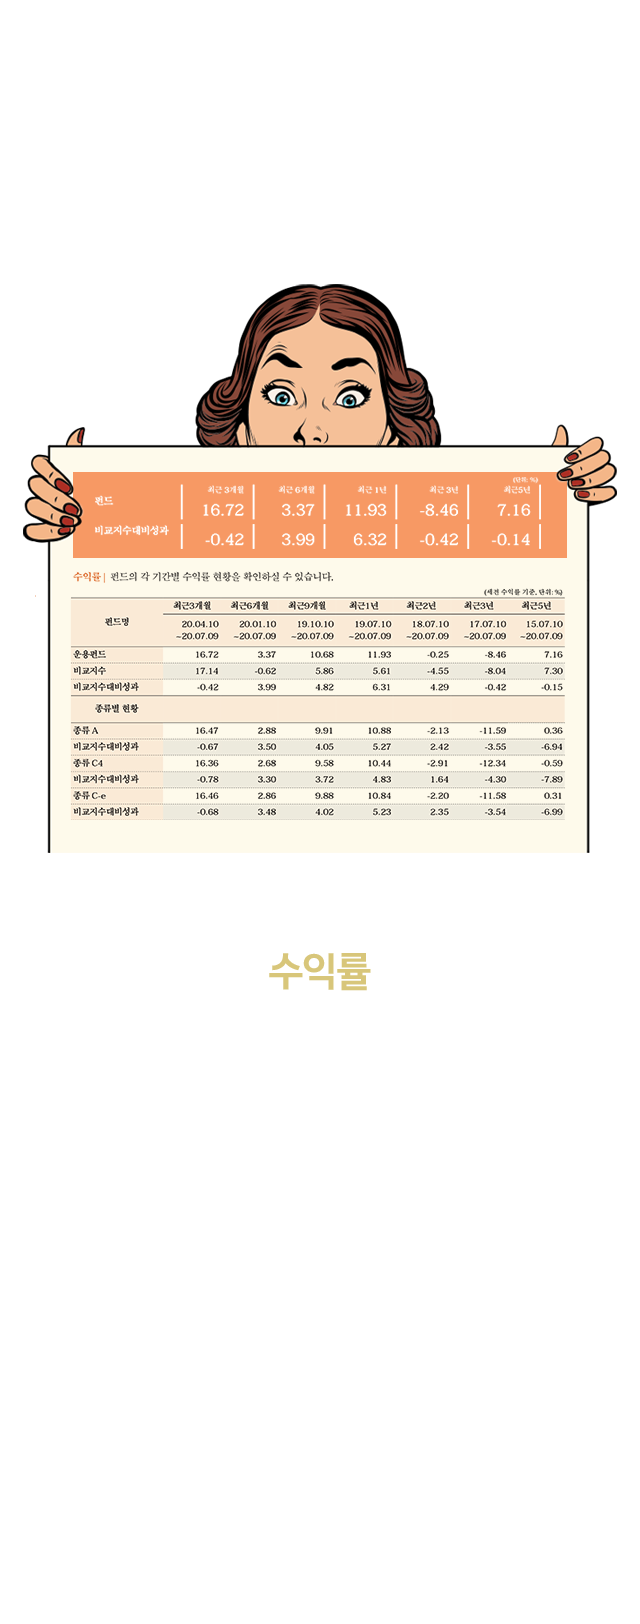 (단위: %)
최근 3개월 최근 6개월 최근 1년 최근 3년 최근5년
펀드 16.72 3.37 11.93 -8.46 7.16
비교지수대비성과 -0.42 3.99 6.32 -0.42 -0.14
수익률 | 펀드의 각 기간별 수익률 현황을 확인하실 수 있습니다.
(세전 수익률 기준, 단위: %)
펀드명 최근3개월 최근6개월 최근9개월 최근1년 최근2년 최근3년 최근5년
20.04.10 20.01.10 19.10.10 19.07.10 18.07.10 17.07.10 15.07.10
~20.07.09 ~20.07.09 ~20.07.09 ~20.07.09 ~20.07.09 ~20.07.09 ~20.07.09
운용펀드 16.72 3.37 10.68 11.93 -0.25 -8.46 7.16
비교지수 17.14 -0.62 5.86 5.61 -4.55 -8.04 7.30
비교지수대비성과 -0.42 3.99 4.82 6.31 4.29 -0.42 -0.15
종류별 현황
종류 A 16.47 2.88 9.91 10.88 -2.13 -11.59 0.36
비교지수대비성과 -0.67 3.50 4.05 5.27 2.42 -3.55 -6.94
종류 C4 16.36 2.68 9.58 10.44 -2.91 -12.34 -0.59
비교지수대비성과 -0.78 3.30 3.72 4.83 1.64 -4.30 -7.89
종류 C-e 16.46 2.86 9.88 10.84 -2.20 -11.58 0.31
비교지수대비성과 -0.68 3.48 4.02 5.23 2.35 -3.54 -6.99
수익률